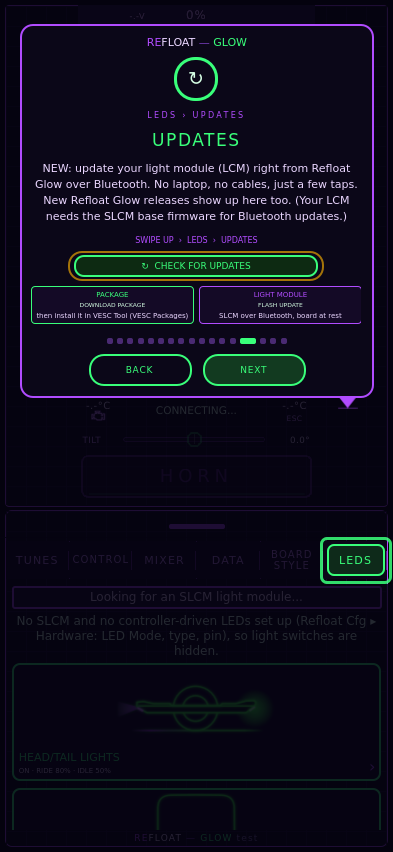 -.-V 0%
REFLOAT — GLOW
↻
LEDS › UPDATES
UPDATES
NEW: update your light module (LCM) right from Refloat
Glow over Bluetooth. No laptop, no cables, just a few taps.
New Refloat Glow releases show up here too. (Your LCM
needs the SLCM base firmware for Bluetooth updates.)
SWIPE UP › LEDS › UPDATES
↻ CHECK FOR UPDATES
PACKAGE
DOWNLOAD PACKAGE
then install it in VESC Tool (VESC Packages)
LIGHT MODULE
FLASH UPDATE
SLCM over Bluetooth, board at rest
BACK
NEXT
-.-°C CONNECTING... -.-°C
ESC
TILT 0.0°
HORN
TUNES CONTROL MIXER DATA BOARD STYLE LEDS
Looking for an SLCM light module...
No SLCM and no controller-driven LEDs set up (Refloat Cfg ▸
Hardware: LED Mode, type, pin), so light switches are
hidden.
HEAD/TAIL LIGHTS
ON · RIDE 80% · IDLE 50%
REFLOAT — GLOW